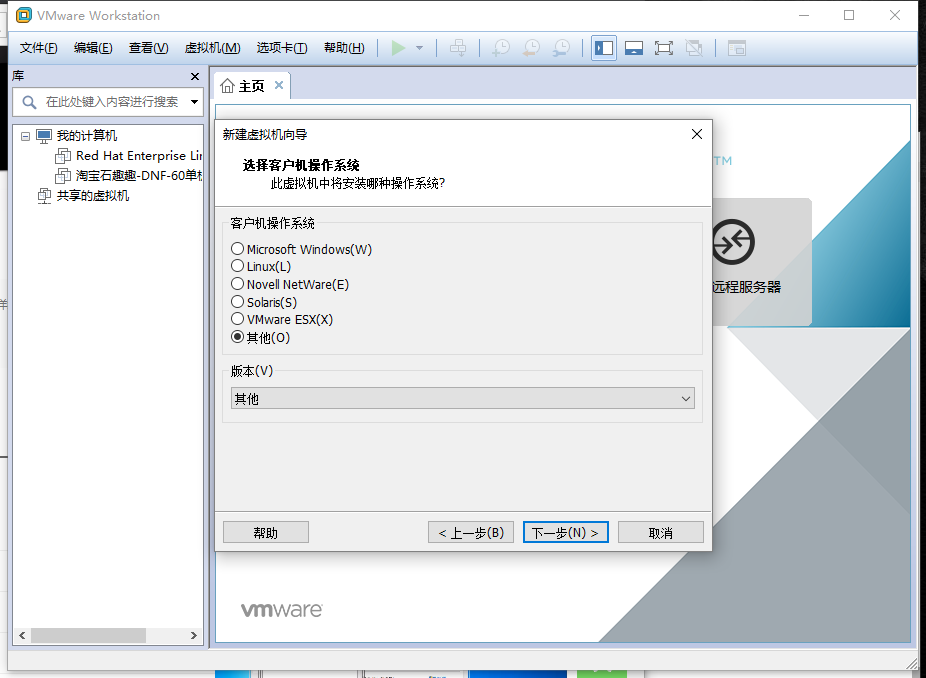 VMware Workstation
文件(F) 编辑(E) 查看(V) 虚拟机(M) 选项卡(T) 帮助(H)
库
主页
在此处键入内容进行搜索
我的计算机
Red Hat Enterprise Lin
淘宝石趣趣-DNF-60单机
共享的虚拟机
TM
远程服务器
新建虚拟机向导
选择客户机操作系统
此虚拟机中将安装哪种操作系统?
客户机操作系统
Microsoft Windows(W)
Linux(L)
Novell NetWare(E)
Solaris(S)
VMware ESX(X)
其他(O)
版本(V)
其他
帮助
< 上一步(B)
下一步(N) >
取消
vmware